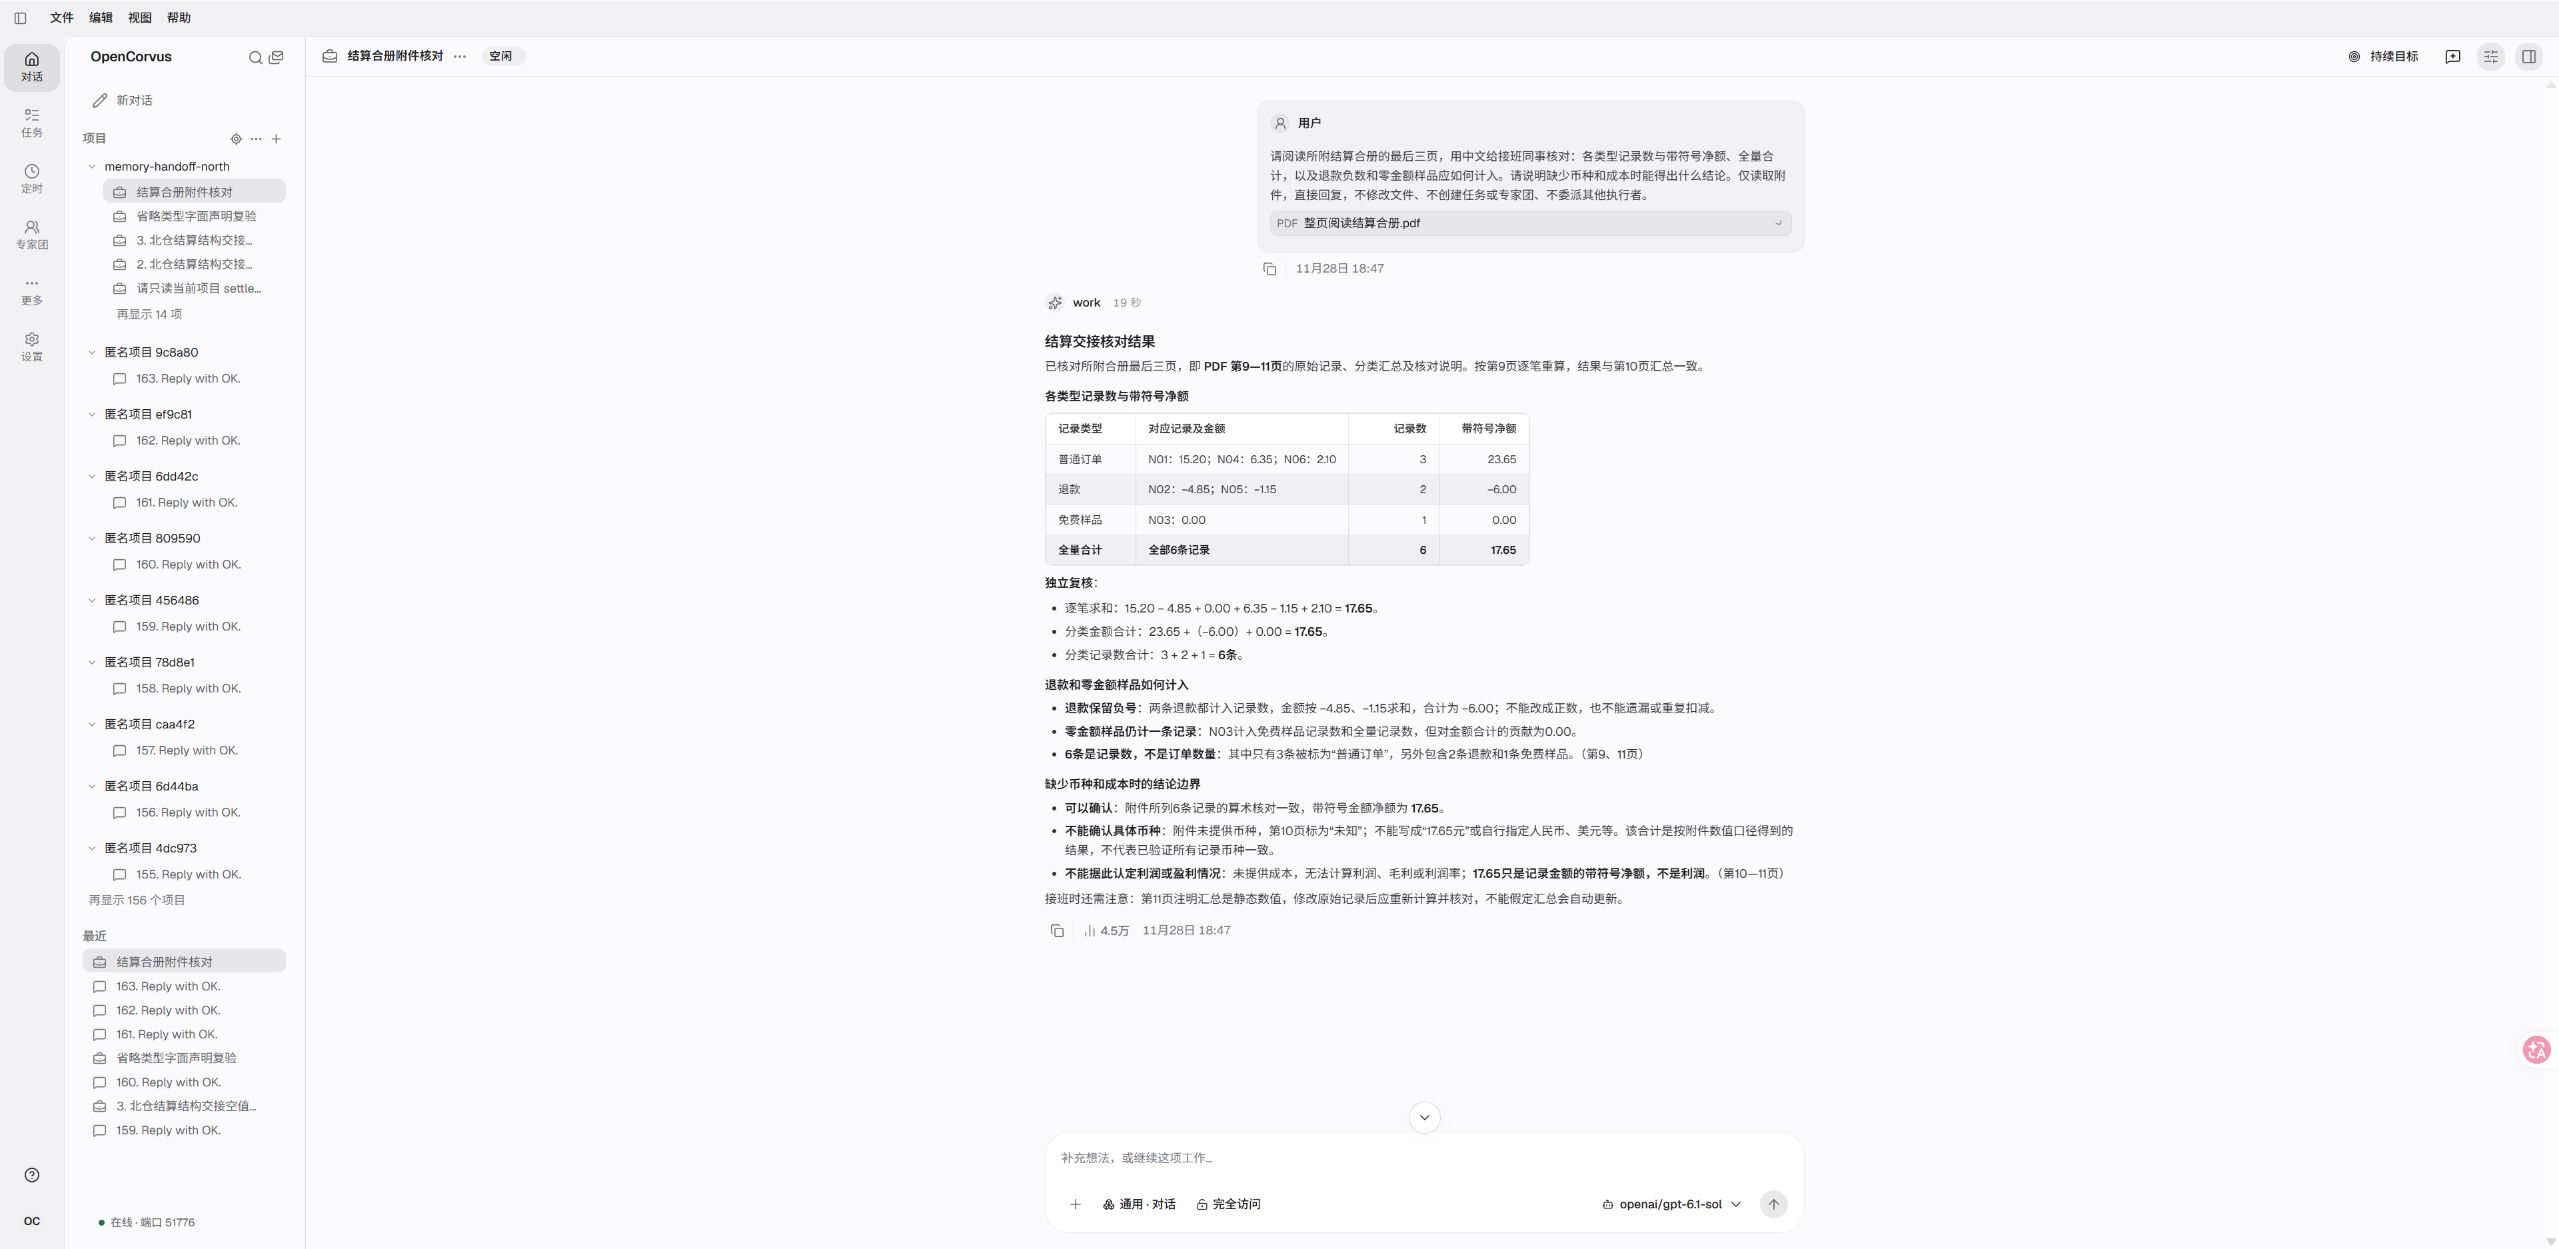 文件 编辑 视图 帮助
对话
任务
定时
专家团
更多
设置
OC
OpenCorvus
新对话
项目
memory-handoff-north
结算合册附件核对
省略类型字面声明复验
3. 北仓结算结构交接...
2. 北仓结算结构交接...
请只读当前项目 settle...
再显示 14 项
匿名项目 9c8a80
163. Reply with OK.
匿名项目 ef9c81
162. Reply with OK.
匿名项目 6dd42c
161. Reply with OK.
匿名项目 809590
160. Reply with OK.
匿名项目 456486
159. Reply with OK.
匿名项目 78d8e1
158. Reply with OK.
匿名项目 caa4f2
157. Reply with OK.
匿名项目 6d44ba
156. Reply with OK.
匿名项目 4dc973
155. Reply with OK.
再显示 156 个项目
最近
结算合册附件核对
163. Reply with OK.
162. Reply with OK.
161. Reply with OK.
省略类型字面声明复验
160. Reply with OK.
3. 北仓结算结构交接空值...
159. Reply with OK.
在线 · 端口 51776
结算合册附件核对 空闲 持续目标
用户
请阅读所附结算合册的最后三页，用中文给接班同事核对：各类型记录数与带符号净额、全量合
计，以及退款负数和零金额样品应如何计入。请说明缺少币种和成本时能得出什么结论。仅读取附
件，直接回复，不修改文件、不创建任务或专家团、不委派其他执行者。
PDF 整页阅读结算合册.pdf
11月28日 18:47
work 19 秒
结算交接核对结果
已核对所附合册最后三页，即 PDF 第9—11页的原始记录、分类汇总及核对说明。按第9页逐笔重算，结果与第10页汇总一致。
各类型记录数与带符号净额
记录类型 对应记录及金额 记录数 带符号净额
普通订单 N01：15.20；N04：6.35；N06：2.10 3 23.65
退款 N02：−4.85；N05：−1.15 2 −6.00
免费样品 N03：0.00 1 0.00
全量合计 全部6条记录 6 17.65
独立复核：
• 逐笔求和：15.20 − 4.85 + 0.00 + 6.35 − 1.15 + 2.10 = 17.65。
• 分类金额合计：23.65 +（−6.00）+ 0.00 = 17.65。
• 分类记录数合计：3 + 2 + 1 = 6条。
退款和零金额样品如何计入
• 退款保留负号：两条退款都计入记录数，金额按 −4.85、−1.15求和，合计为 −6.00；不能改成正数，也不能遗漏或重复扣减。
• 零金额样品仍计一条记录：N03计入免费样品记录数和全量记录数，但对金额合计的贡献为0.00。
• 6条是记录数，不是订单数量：其中只有3条被标为“普通订单”，另外包含2条退款和1条免费样品。（第9、11页）
缺少币种和成本时的结论边界
• 可以确认：附件所列6条记录的算术核对一致，带符号金额净额为 17.65。
• 不能确认具体币种：附件未提供币种，第10页标为“未知”；不能写成“17.65元”或自行指定人民币、美元等。该合计是按附件数值口径得到的
结果，不代表已验证所有记录币种一致。
• 不能据此认定利润或盈利情况：未提供成本，无法计算利润、毛利或利润率；17.65只是记录金额的带符号净额，不是利润。（第10—11页）
接班时还需注意：第11页注明汇总是静态数值，修改原始记录后应重新计算并核对，不能假定汇总会自动更新。
4.5万 11月28日 18:47
补充想法，或继续这项工作...
通用 · 对话 完全访问 openai/gpt-6.1-sol